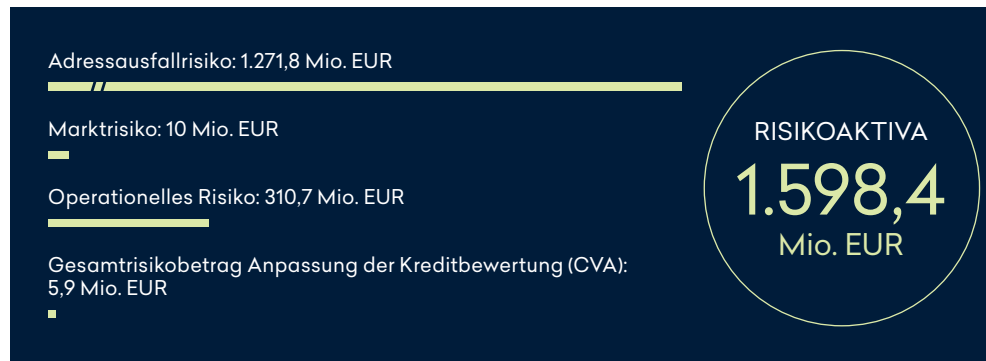 Adressausfallrisiko: 1.271,8 Mio. EUR
Marktrisiko: 10 Mio. EUR
Operationelles Risiko: 310,7 Mio. EUR
Gesamtrisikobetrag Anpassung der Kreditbewertung (CVA):
5,9 Mio. EUR
RISIKOAKTIVA
1.598,4
Mio. EUR